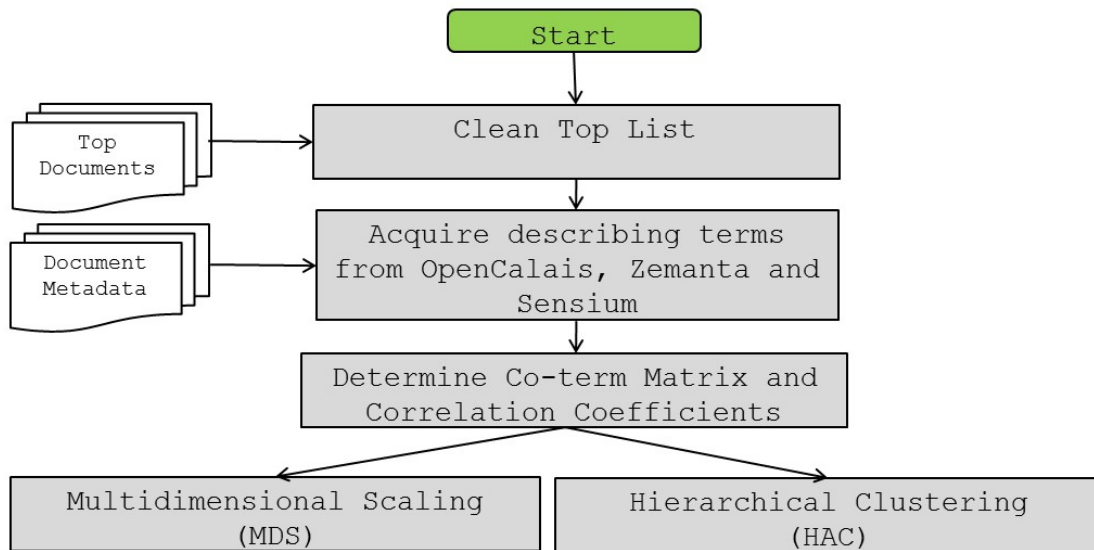 Start
Clean Top List
Top
Documents
Acquire describing terms
from OpenCalais, Zemanta and
Sensium
Document
Metadata
Determine Co-term Matrix and
Correlation Coefficients
Multidimensional Scaling
(MDS)
Hierarchical Clustering
(HAC)